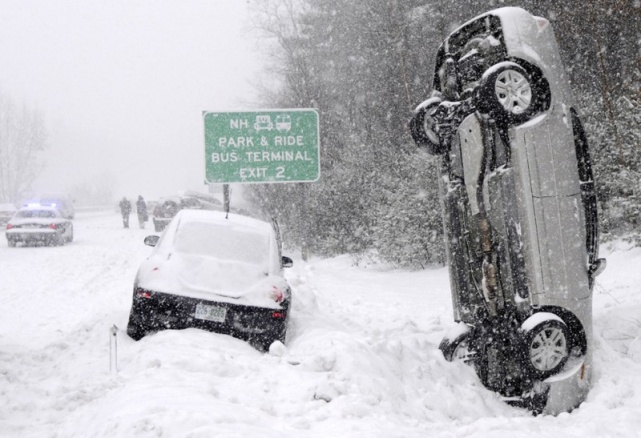 NH
PARK & RIDE
BUS TERMINAL
EXIT 2